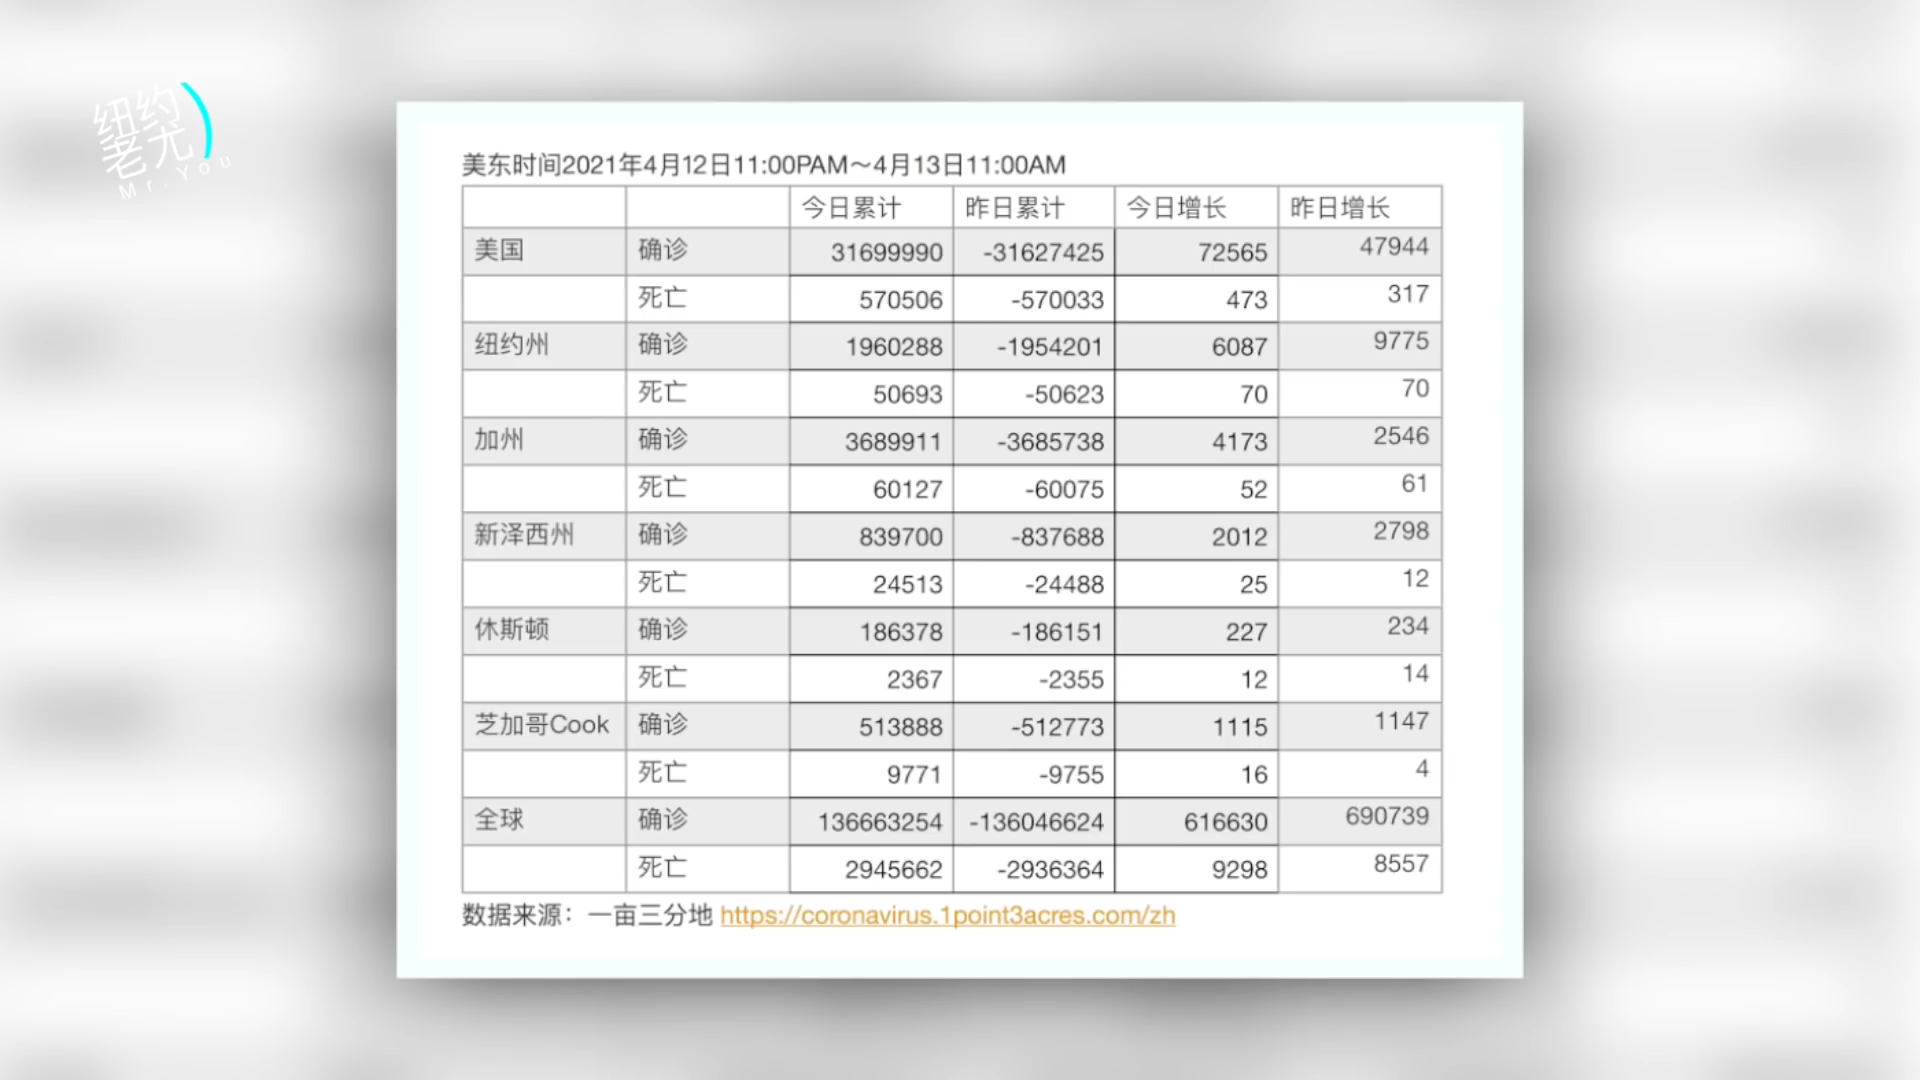 纽约
老尤
Mr.You
美东时间2021年4月12日11:00PAM～4月13日11:00AM
今日累计 昨日累计 今日增长 昨日增长
美国 确诊 31699990 -31627425 72565 47944
死亡 570506 -570033 473 317
纽约州 确诊 1960288 -1954201 6087 9775
死亡 50693 -50623 70 70
加州 确诊 3689911 -3685738 4173 2546
死亡 60127 -60075 52 61
新泽西州 确诊 839700 -837688 2012 2798
死亡 24513 -24488 25 12
休斯顿 确诊 186378 -186151 227 234
死亡 2367 -2355 12 14
芝加哥Cook 确诊 513888 -512773 1115 1147
死亡 9771 -9755 16 4
全球 确诊 136663254 -136046624 616630 690739
死亡 2945662 -2936364 9298 8557
数据来源：一亩三分地 https://coronavirus.1point3acres.com/zh